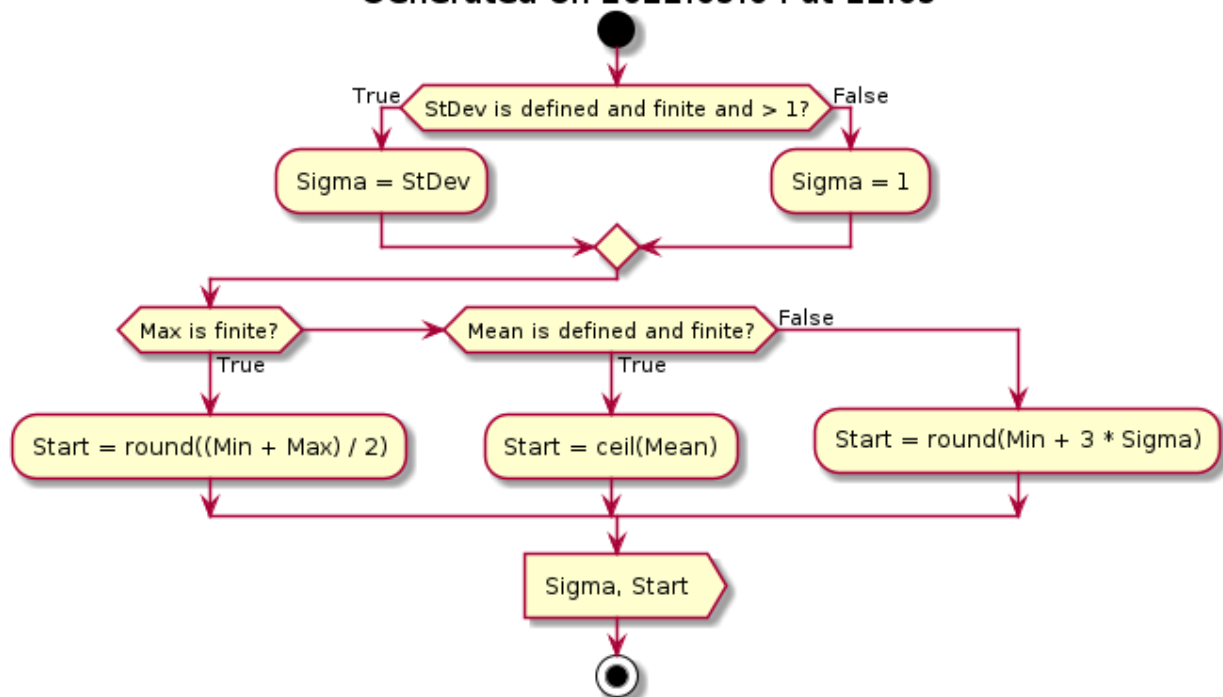 True
StDev is defined and finite and > 1?
False
Sigma = StDev
Sigma = 1
Max is finite?
Mean is defined and finite?
False
True
True
Start = round((Min + Max) / 2)
Start = ceil(Mean)
Start = round(Min + 3 * Sigma)
Sigma, Start